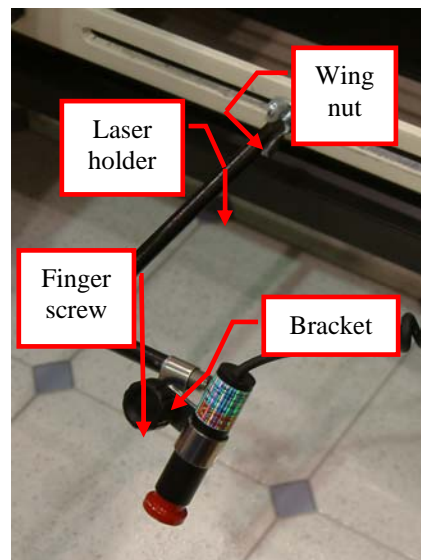 Wing
nut
Laser
holder
Finger
screw
Bracket